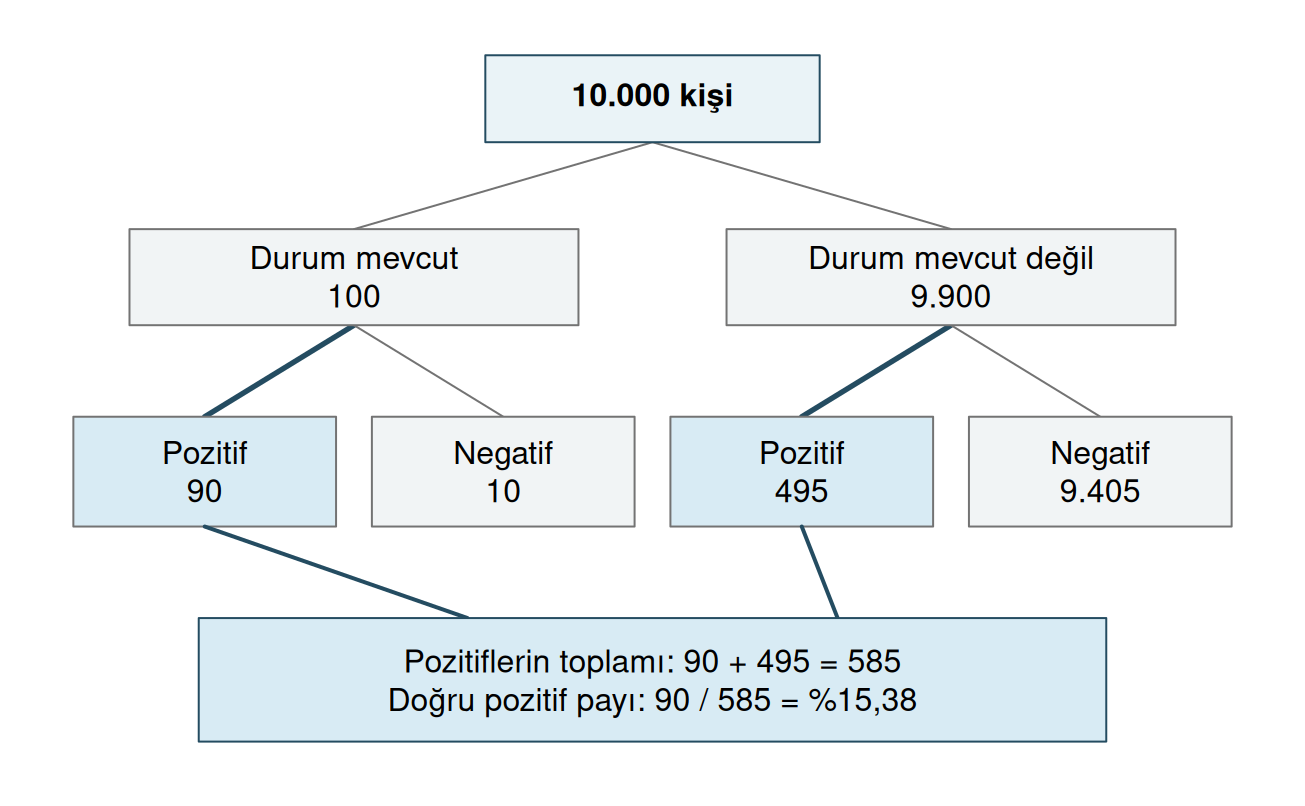 10.000 kişi
Durum mevcut
100
Durum mevcut değil
9.900
Pozitif
90
Negatif
10
Pozitif
495
Negatif
9.405
Pozitiflerin toplamı: 90 + 495 = 585
Doğru pozitif payı: 90 / 585 = %15,38